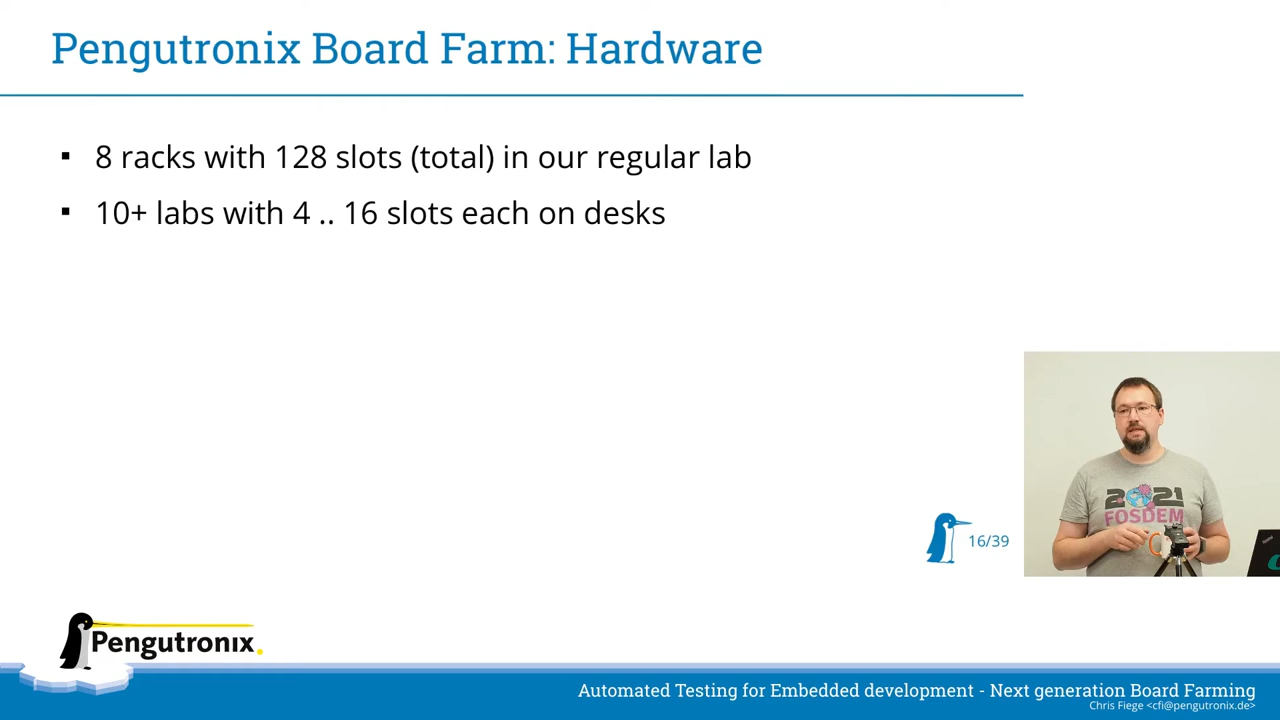 Pengutronix Board Farm: Hardware
▪ 8 racks with 128 slots (total) in our regular lab
▪ 10+ labs with 4 .. 16 slots each on desks
2021
FOSDEM
16/39
Pengutronix
Automated Testing for Embedded development - Next generation Board Farming
Chris Fiege <cfi@pengutronix.de>